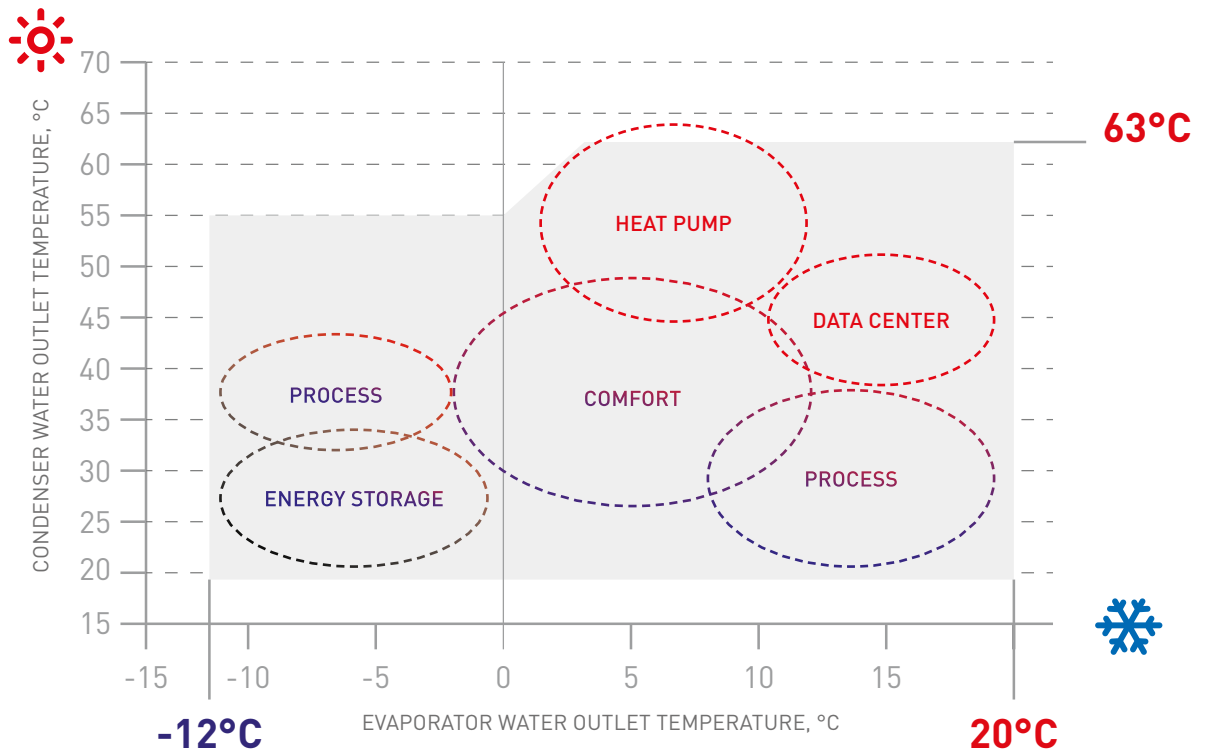 70
65
63°C
60
55
HEAT PUMP
50
45
DATA CENTER
40
PROCESS
COMFORT
35
30
PROCESS
ENERGY STORAGE
25
20
15
CONDENSER WATER OUTLET TEMPERATURE, °C
-15 -10 -5 0 5 10 15
-12°C
EVAPORATOR WATER OUTLET TEMPERATURE, °C
20°C